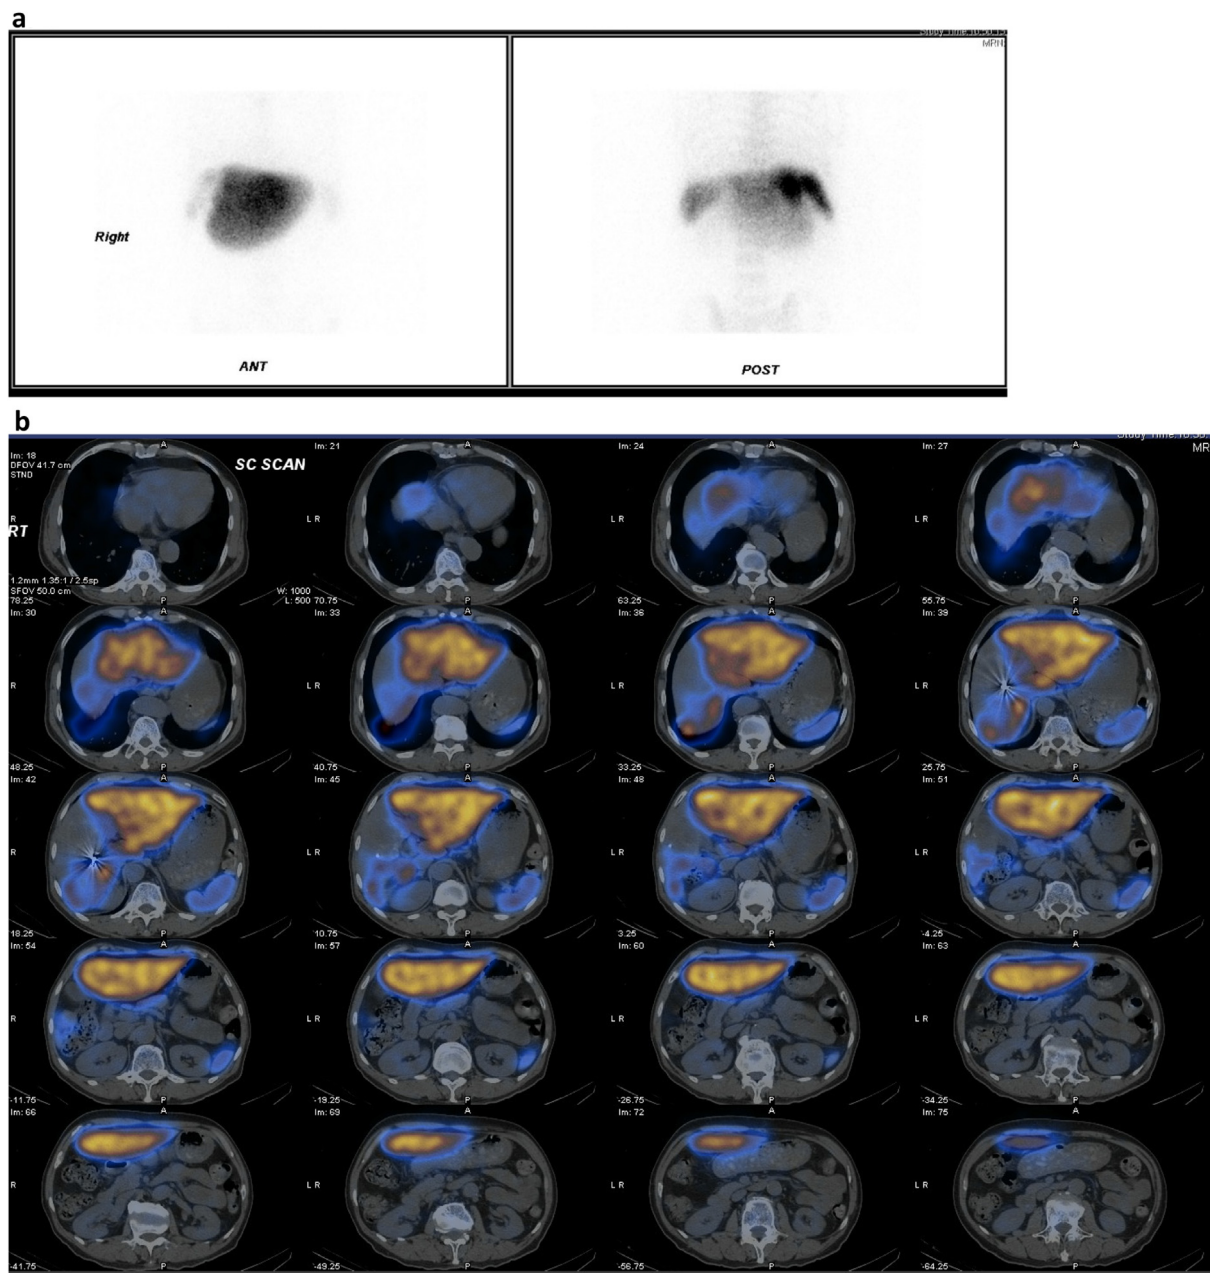 a
MRN:
Right
ANT
POST
b
Im: 18
DFOV 41.7 cm
STND
A
SC SCAN
Im: 21
A
Im: 24
A
Im: 27
A
MR
R
RT
L R
L R
L R
1.2mm 1.35:1 / 2.5sp
SFOV 50.0 cm
W: 1000
78.25 P L: 500 70.75 P 63.25 P 55.75 P
Im: 30 A Im: 33 A Im: 36 A Im: 39 A
R L R L R L R
48.25 P 40.75 P 33.25 P 25.75 P
Im: 42 A Im: 45 A Im: 48 A Im: 51 A
R L R L R L R
18.25 P 10.75 P 3.25 P -4.25 P
Im: 54 A Im: 57 A Im: 60 A Im: 63 A
R L R L R L R
-11.75 P -19.25 P -26.75 P -34.25 P
Im: 66 A Im: 69 A Im: 72 A Im: 75 A
R L R L R L R
-41.75 P -49.25 P -56.75 P -64.25 P